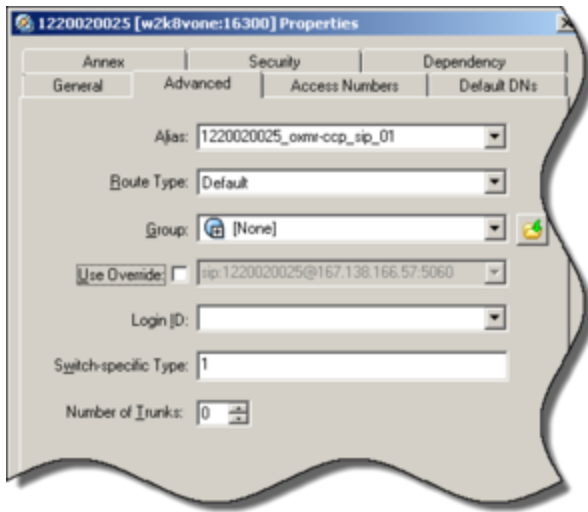 1220020025 [w2k8vone:16300] Properties
Annex Security Dependency
General Advanced Access Numbers Default DNs
Alias: 1220020025_oxmr-ccp_sip_01
Route Type: Default
Group: [None]
Use Override: sip:1220020025@167.138.166.57:5060
Login ID:
Switch-specific Type: 1
Number of Trunks: 0